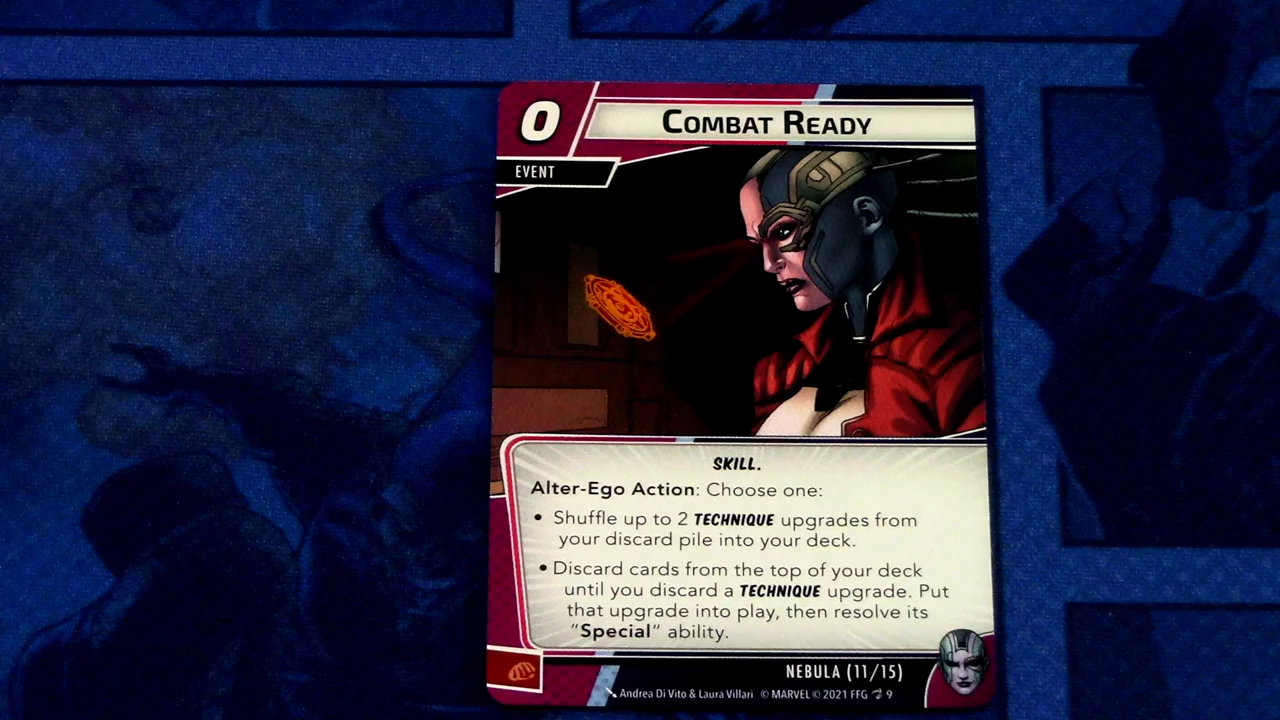 0
COMBAT READY
EVENT
SKILL.
Alter-Ego Action: Choose one:
• Shuffle up to 2 TECHNIQUE upgrades from
your discard pile into your deck.
• Discard cards from the top of your deck
until you discard a TECHNIQUE upgrade. Put
that upgrade into play, then resolve its
"Special" ability.
NEBULA (11/15)
Andrea Di Vito & Laura Villari © MARVEL © 2021 FFG 9